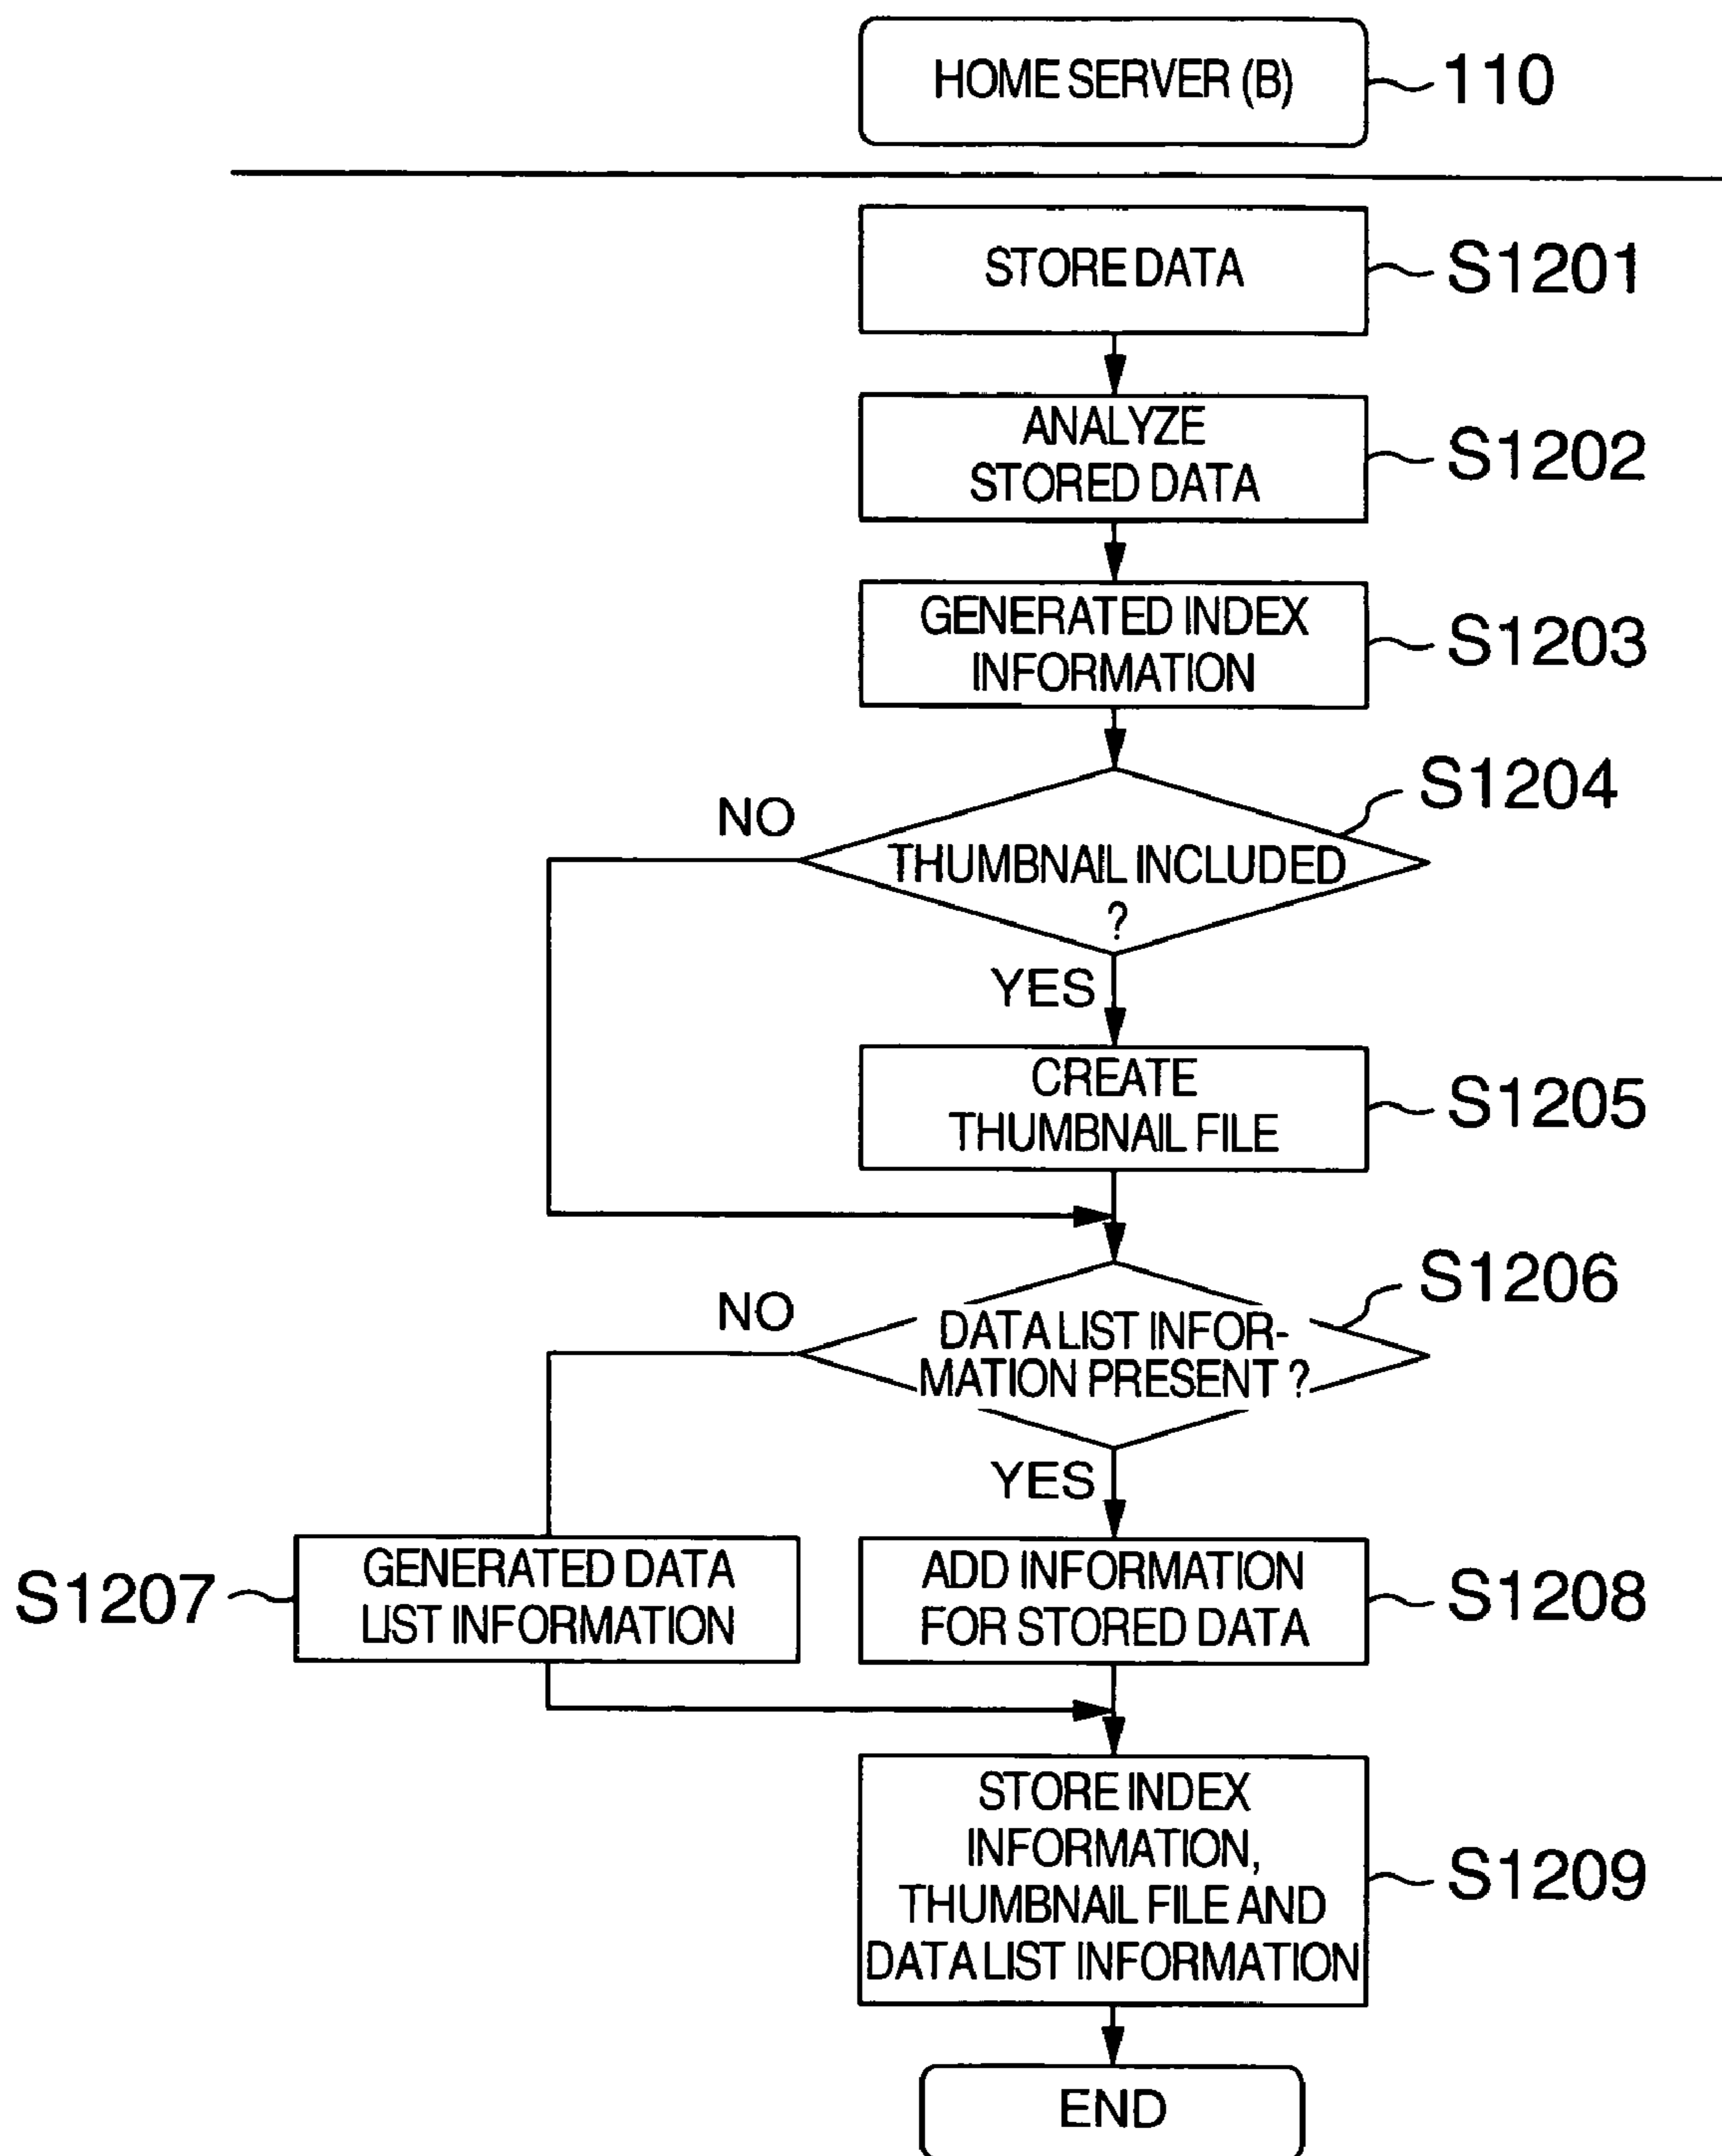 HOME SERVER (B)
110
STORE DATA
S1201
ANALYZE
STORED DATA
S1202
GENERATED INDEX
INFORMATION
S1203
S1204
NO
THUMBNAIL INCLUDED
?
YES
CREATE
THUMBNAIL FILE
S1205
S1206
NO
DATA LIST INFOR-
MATION PRESENT ?
YES
S1207
GENERATED DATA
LIST INFORMATION
ADD INFORMATION
FOR STORED DATA
S1208
STORE INDEX
INFORMATION,
THUMBNAIL FILE AND
DATA LIST INFORMATION
S1209
END